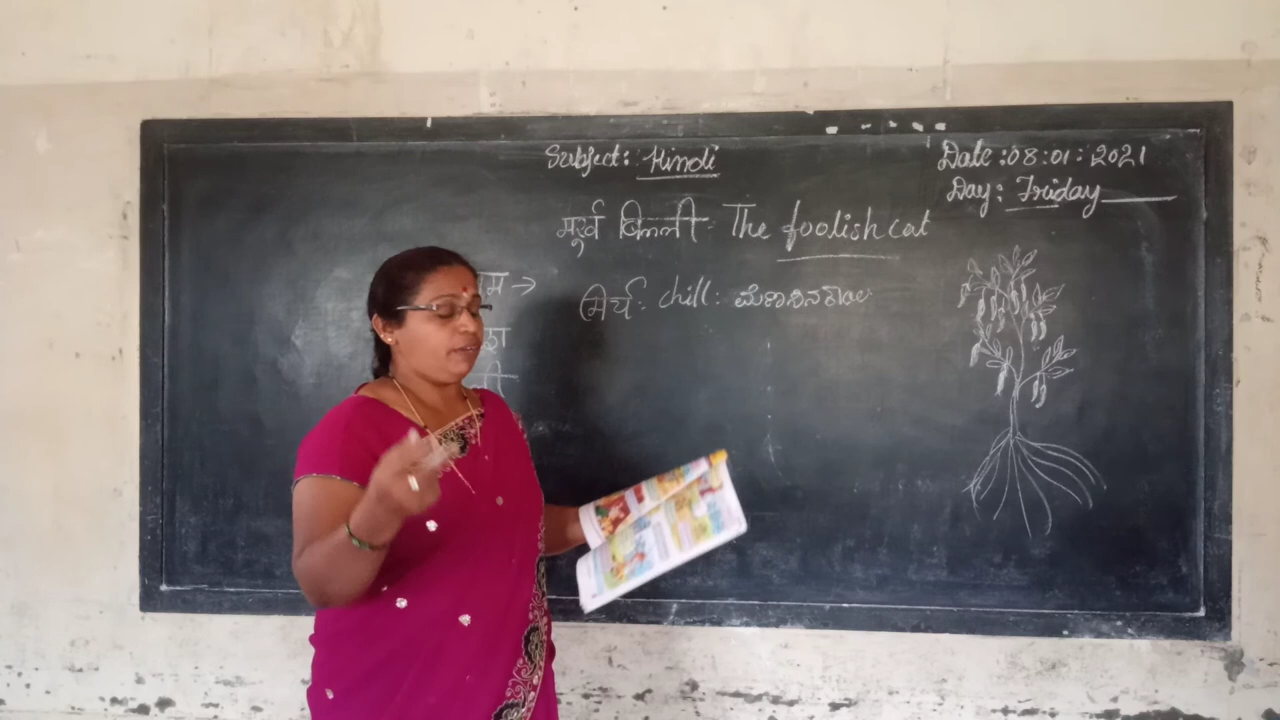 Subject: Hindi
Date: 08:01:2021
Day: Friday
मूर्ख बिल्ली: The foolish cat
मिर्च: chill: ಮೆಣಸಿನಕಾಯಿ